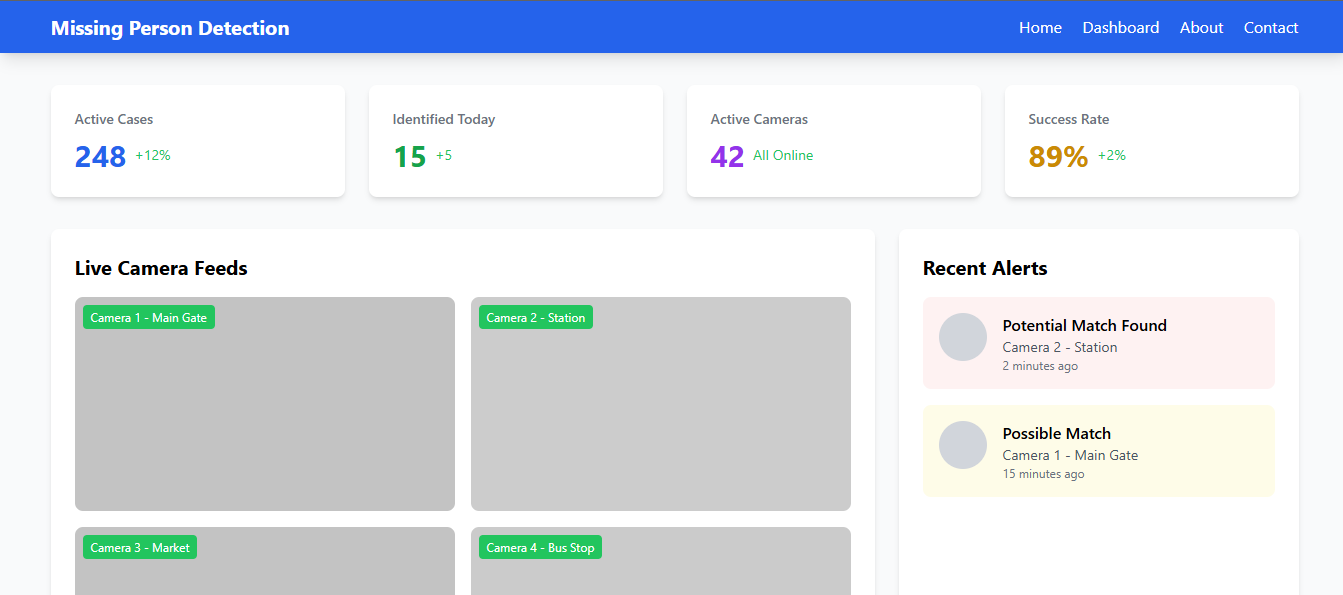 Missing Person Detection
Home Dashboard About Contact
Active Cases
248 +12%
Identified Today
15 +5
Active Cameras
42 All Online
Success Rate
89% +2%
Live Camera Feeds
Camera 1 - Main Gate
Camera 2 - Station
Camera 3 - Market
Camera 4 - Bus Stop
Recent Alerts
Potential Match Found
Camera 2 - Station
2 minutes ago
Possible Match
Camera 1 - Main Gate
15 minutes ago